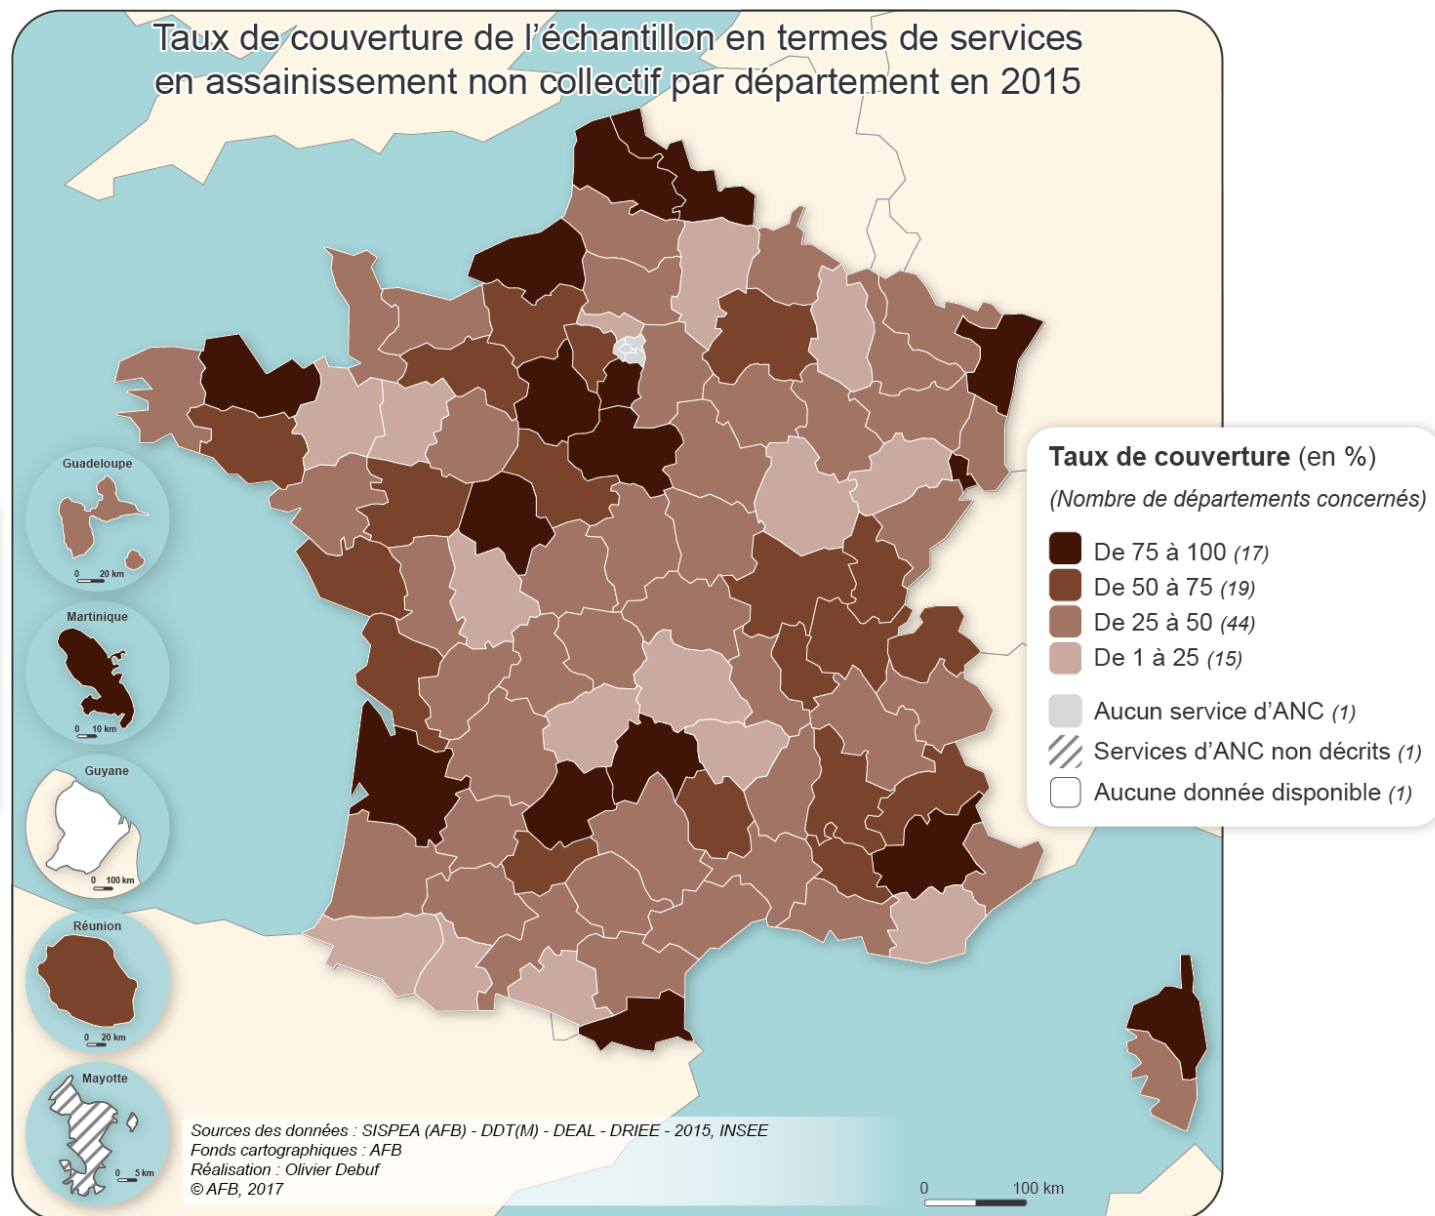 Taux de couverture de l'échantillon en termes de services
en assainissement non collectif par département en 2015
Guadeloupe
0 20 km
Martinique
0 10 km
Guyane
0 100 km
Réunion
0 20 km
Mayotte
0 5 km
Taux de couverture (en %)
(Nombre de départements concernés)
De 75 à 100 (17)
De 50 à 75 (19)
De 25 à 50 (44)
De 1 à 25 (15)
Aucun service d'ANC (1)
Services d'ANC non décrits (1)
Aucune donnée disponible (1)
Sources des données : SISPEA (AFB) - DDT(M) - DEAL - DRIEE - 2015, INSEE
Fonds cartographiques : AFB
Réalisation : Olivier Debuf
© AFB, 2017
0 100 km